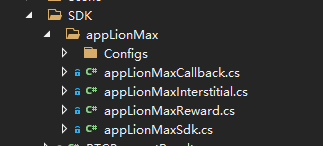 SDK
appLionMax
Configs
C# appLionMaxCallback.cs
C# appLionMaxInterstitial.cs
C# appLionMaxReward.cs
C# appLionMaxSdk.cs